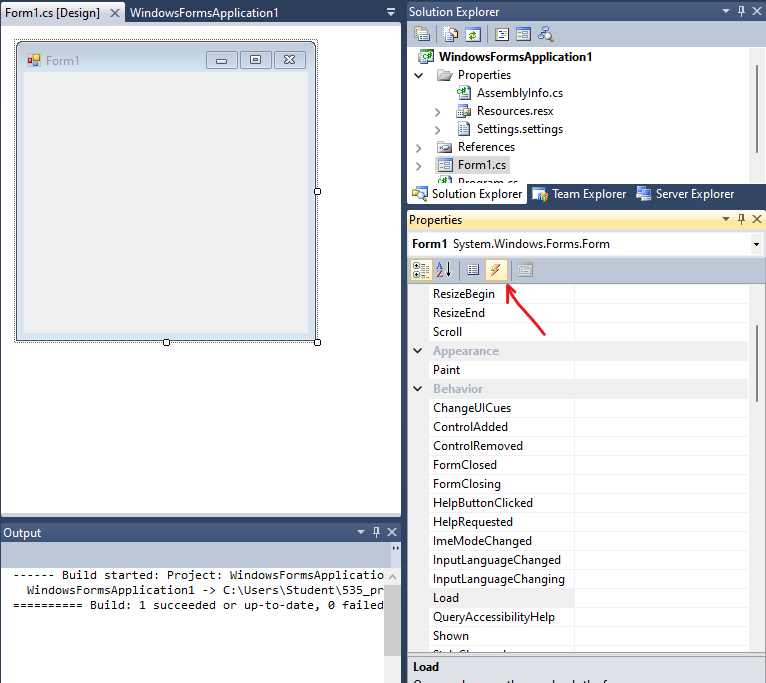 Form1.cs [Design]
WindowsFormsApplication1
Form1
Output
------ Build started: Project: WindowsFormsApplicatio
WindowsFormsApplication1 -> C:\Users\Student\535_pr
========== Build: 1 succeeded or up-to-date, 0 failed
Solution Explorer
WindowsFormsApplication1
Properties
AssemblyInfo.cs
Resources.resx
Settings.settings
References
Form1.cs
Program.cs
Solution Explorer
Team Explorer
Server Explorer
Properties
Form1 System.Windows.Forms.Form
ResizeBegin
ResizeEnd
Scroll
Appearance
Paint
Behavior
ChangeUICues
ControlAdded
ControlRemoved
FormClosed
FormClosing
HelpButtonClicked
HelpRequested
ImeModeChanged
InputLanguageChanged
InputLanguageChanging
Load
QueryAccessibilityHelp
Shown
Load